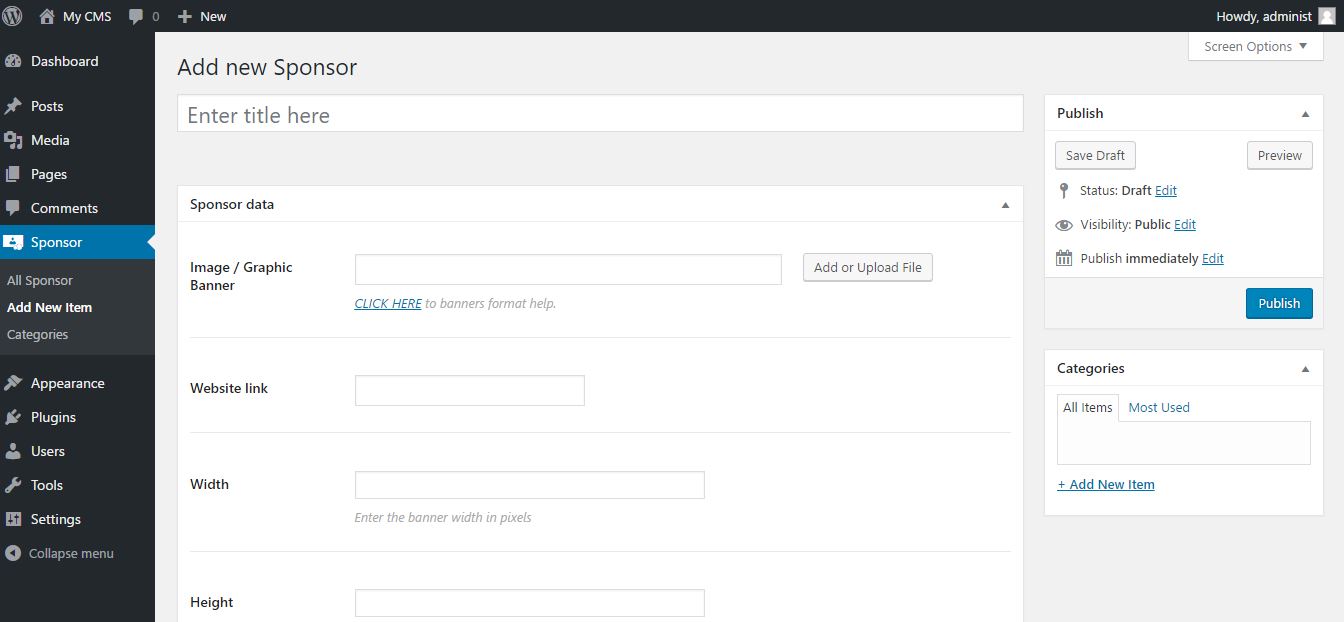 My CMS 0 New Howdy, administ
Screen Options
Dashboard
Posts
Media
Pages
Comments
Sponsor
All Sponsor
Add New Item
Categories
Appearance
Plugins
Users
Tools
Settings
Collapse menu
Add new Sponsor
Enter title here
Sponsor data
Image / Graphic
Banner
Add or Upload File
CLICK HERE to banners format help.
Website link
Width
Enter the banner width in pixels
Height
Publish
Save Draft Preview
Status: Draft Edit
Visibility: Public Edit
Publish immediately Edit
Publish
Categories
All Items Most Used
+ Add New Item